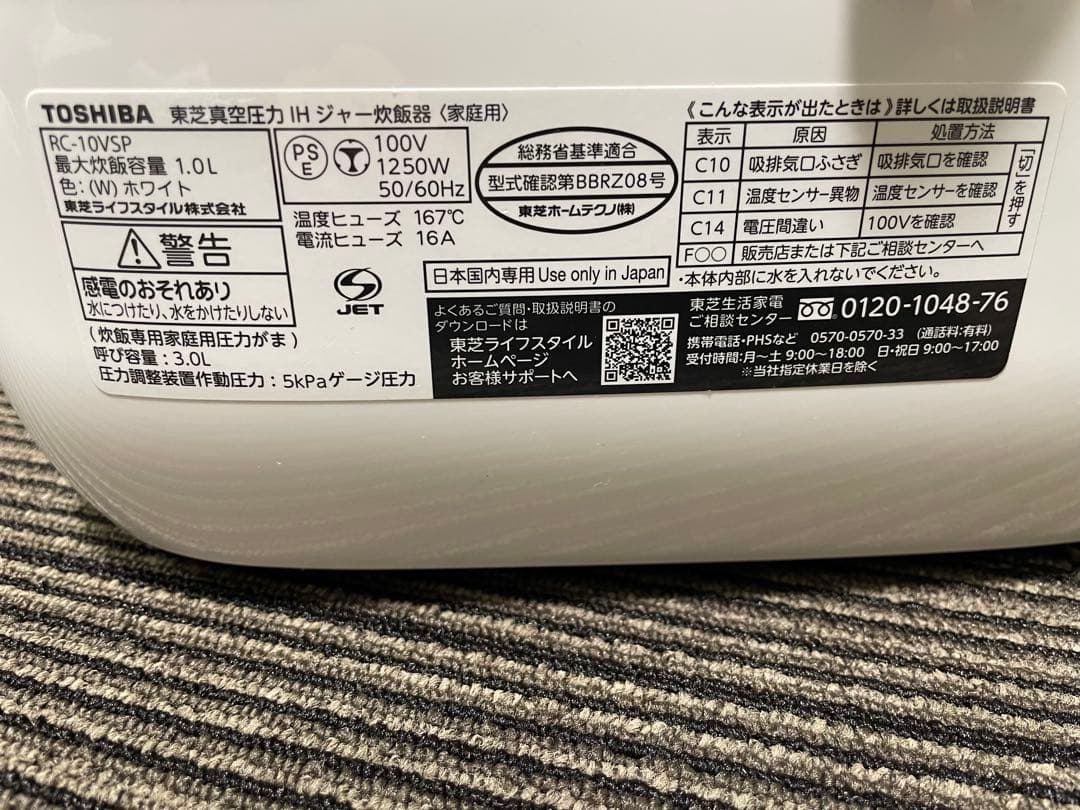 TOSHIBA 東芝真空圧力IHジャー炊飯器〈家庭用〉
RC-10VSP
最大炊飯容量 1.0L
色:(W) ホワイト
東芝ライフスタイル株式会社
PS
E
100V
1250W
50/60Hz
温度ヒューズ 167℃
電流ヒューズ 16A
総務省基準適合
型式確認第BBRZ08号
東芝ホームテクノ(株)
警告
感電のおそれあり
水につけたり、水をかけたりしない
(炊飯専用家庭用圧力がま)
呼び容量:3.0L
圧力調整装置作動圧力:5kPaゲージ圧力
JET
日本国内専用 Use only in Japan
よくあるご質問・取扱説明書の
ダウンロードは
東芝ライフスタイル
ホームページ
お客様サポートへ
《こんな表示が出たときは》詳しくは取扱説明書
表示 原因 処置方法
C10 吸排気口ふさぎ 吸排気口を確認
C11 温度センサー異物 温度センサーを確認
C14 電圧間違い 100Vを確認
「切」を押す
F○○ 販売店または下記ご相談センターへ
・本体内部に水を入れないでください。
東芝生活家電
ご相談センター 0120-1048-76
携帯電話・PHSなど 0570-0570-33 (通話料:有料)
受付時間:月~土 9:00~18:00 日・祝日 9:00~17:00
※当社指定休業日を除く